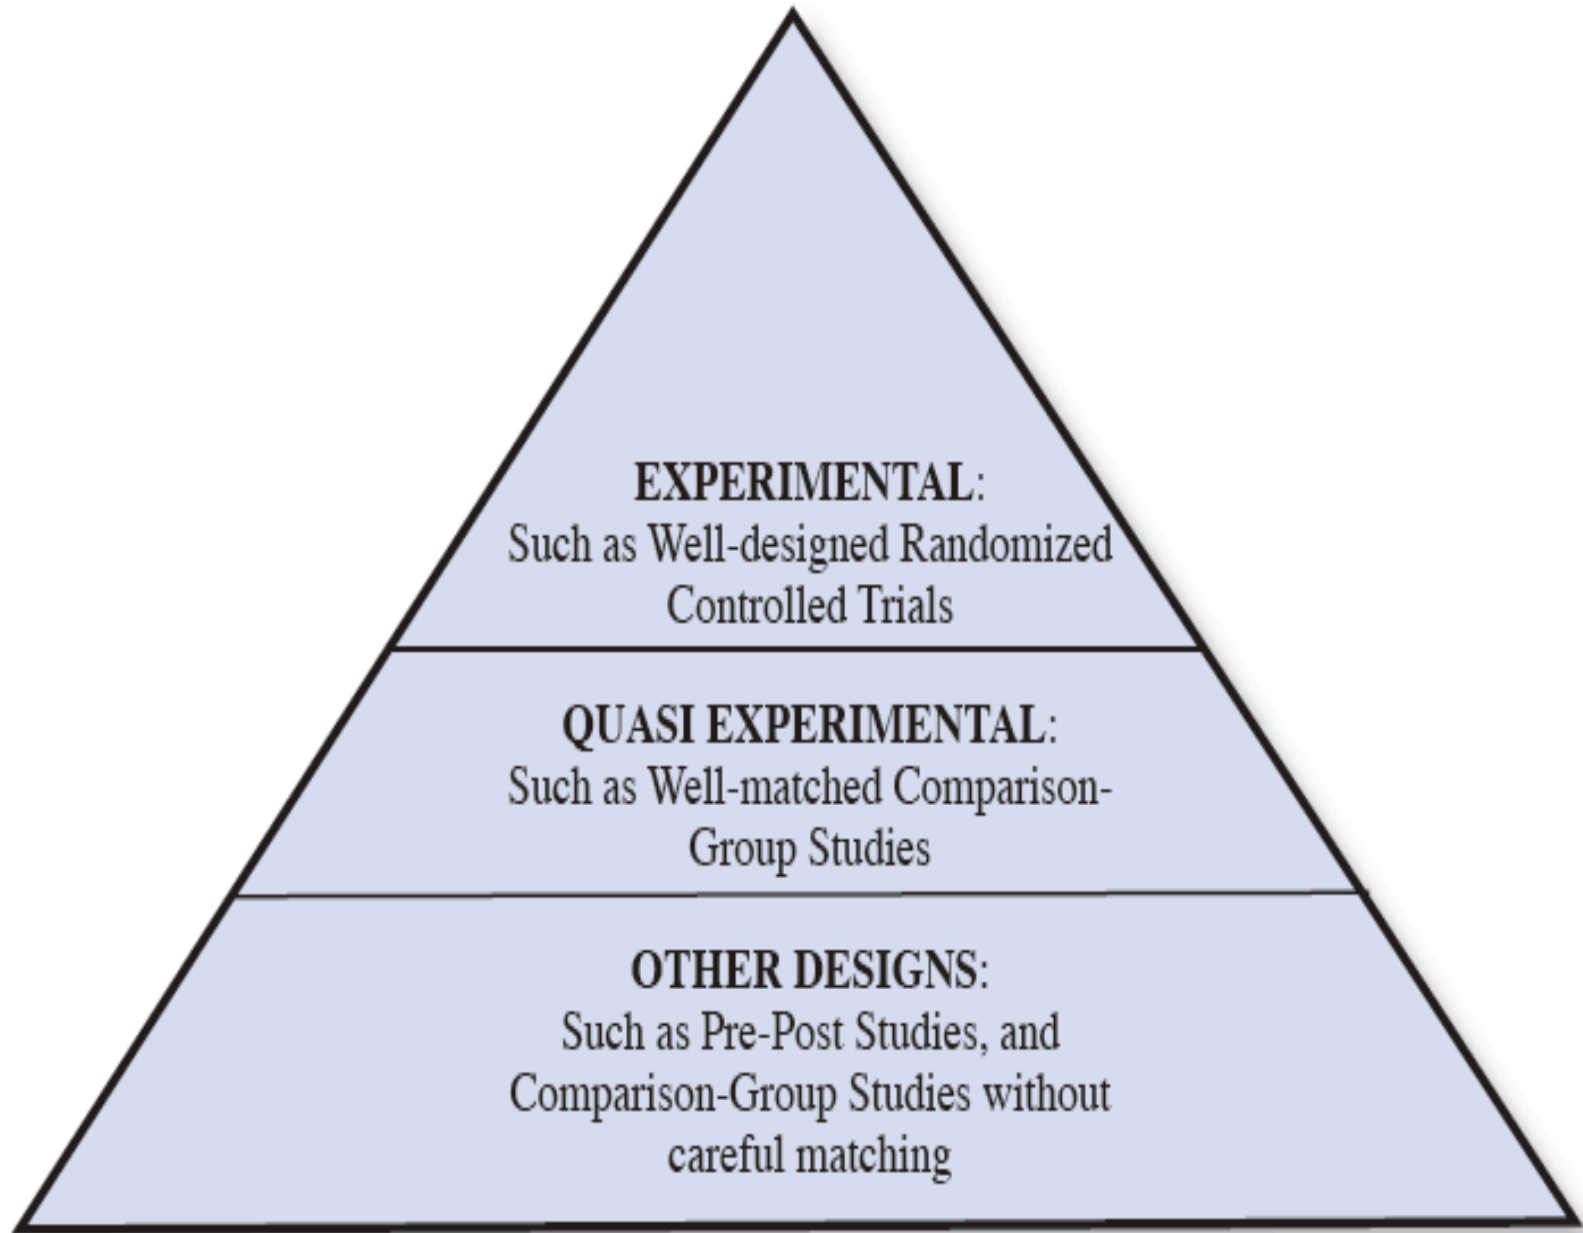 EXPERIMENTAL:
Such as Well-designed Randomized
Controlled Trials
QUASI EXPERIMENTAL:
Such as Well-matched Comparison-
Group Studies
OTHER DESIGNS:
Such as Pre-Post Studies, and
Comparison-Group Studies without
careful matching